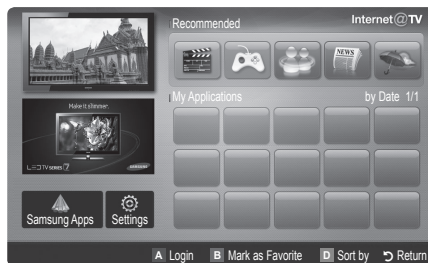 Recommended
Internet@TV
NEWS
My Applications
by Date 1/1
Make it slimmer.
LED TV SERIES 7
SAMSUNG
Samsung Apps
Settings
A Login
B Mark as Favorite
D Sort by
Return